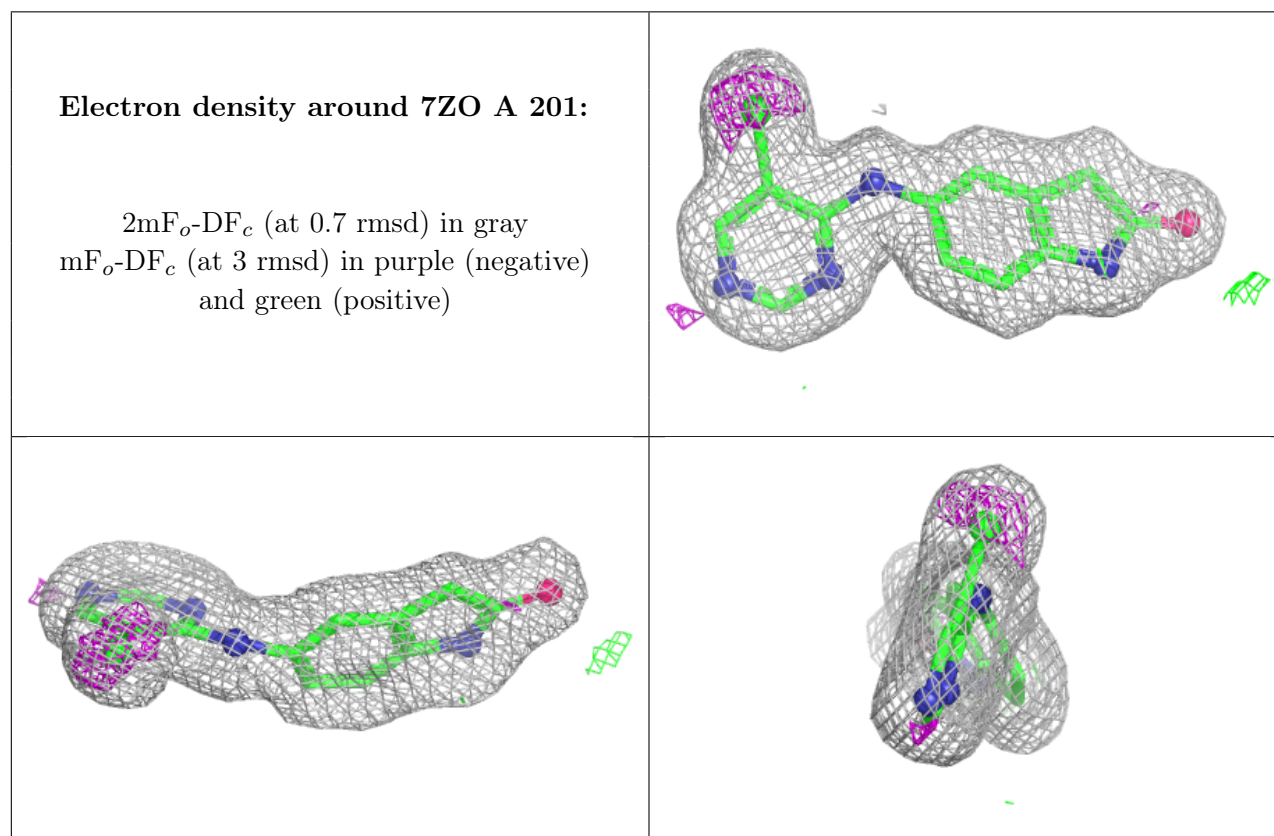 Electron density around 7ZO A 201:
2mFₒ-DF𝒸 (at 0.7 rmsd) in gray
mFₒ-DF𝒸 (at 3 rmsd) in purple (negative)
and green (positive)